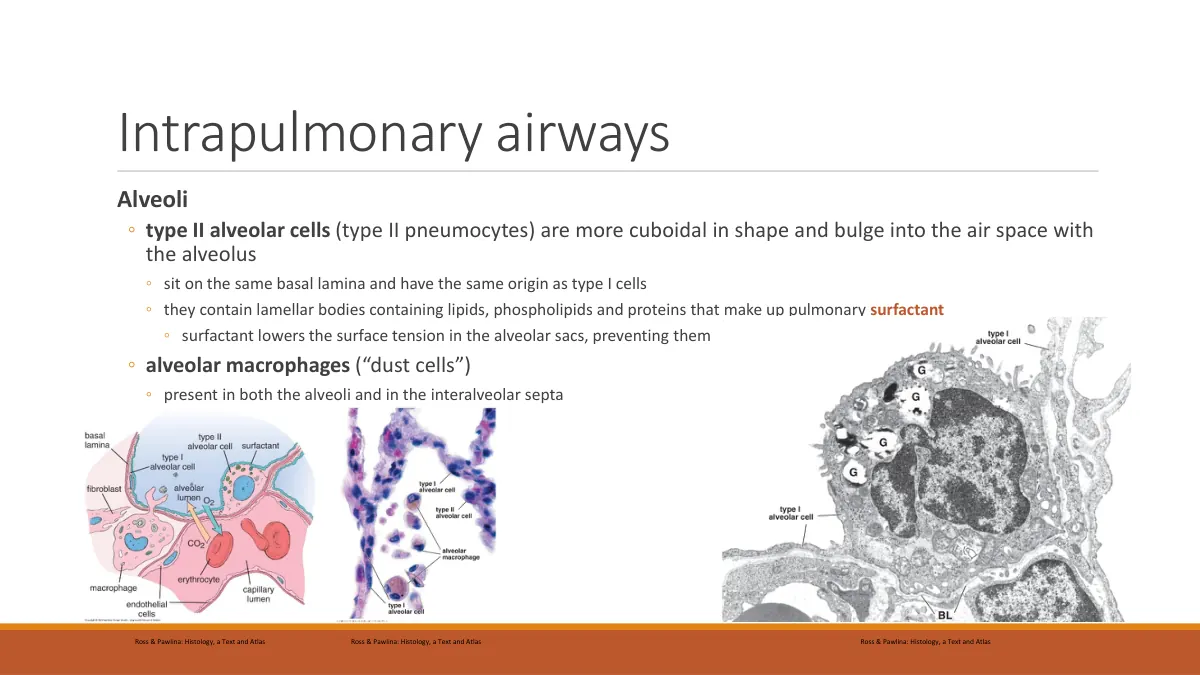 Intrapulmonary airways
Alveoli
◦ type II alveolar cells (type II pneumocytes) are more cuboidal in shape and bulge into the air space with
the alveolus
◦ sit on the same basal lamina and have the same origin as type I cells
◦ they contain lamellar bodies containing lipids, phospholipids and proteins that make up pulmonary surfactant
◦ surfactant lowers the surface tension in the alveolar sacs, preventing them
◦ alveolar macrophages (“dust cells”)
◦ present in both the alveoli and in the interalveolar septa
basal
lamina
type II
alveolar cell
surfactant
type I
alveolar cell
fibroblast
alveolar
lumen
O2
CO2
macrophage
erythrocyte
capillary
lumen
endothelial
cells
type I
alveolar cell
type II
alveolar cell
alveolar
macrophage
type I
alveolar cell
type I
alveolar cell
G
G
G
G
type I
alveolar cell
BL
Ross & Pawlina: Histology, a Text and Atlas
Ross & Pawlina: Histology, a Text and Atlas
Ross & Pawlina: Histology, a Text and Atlas